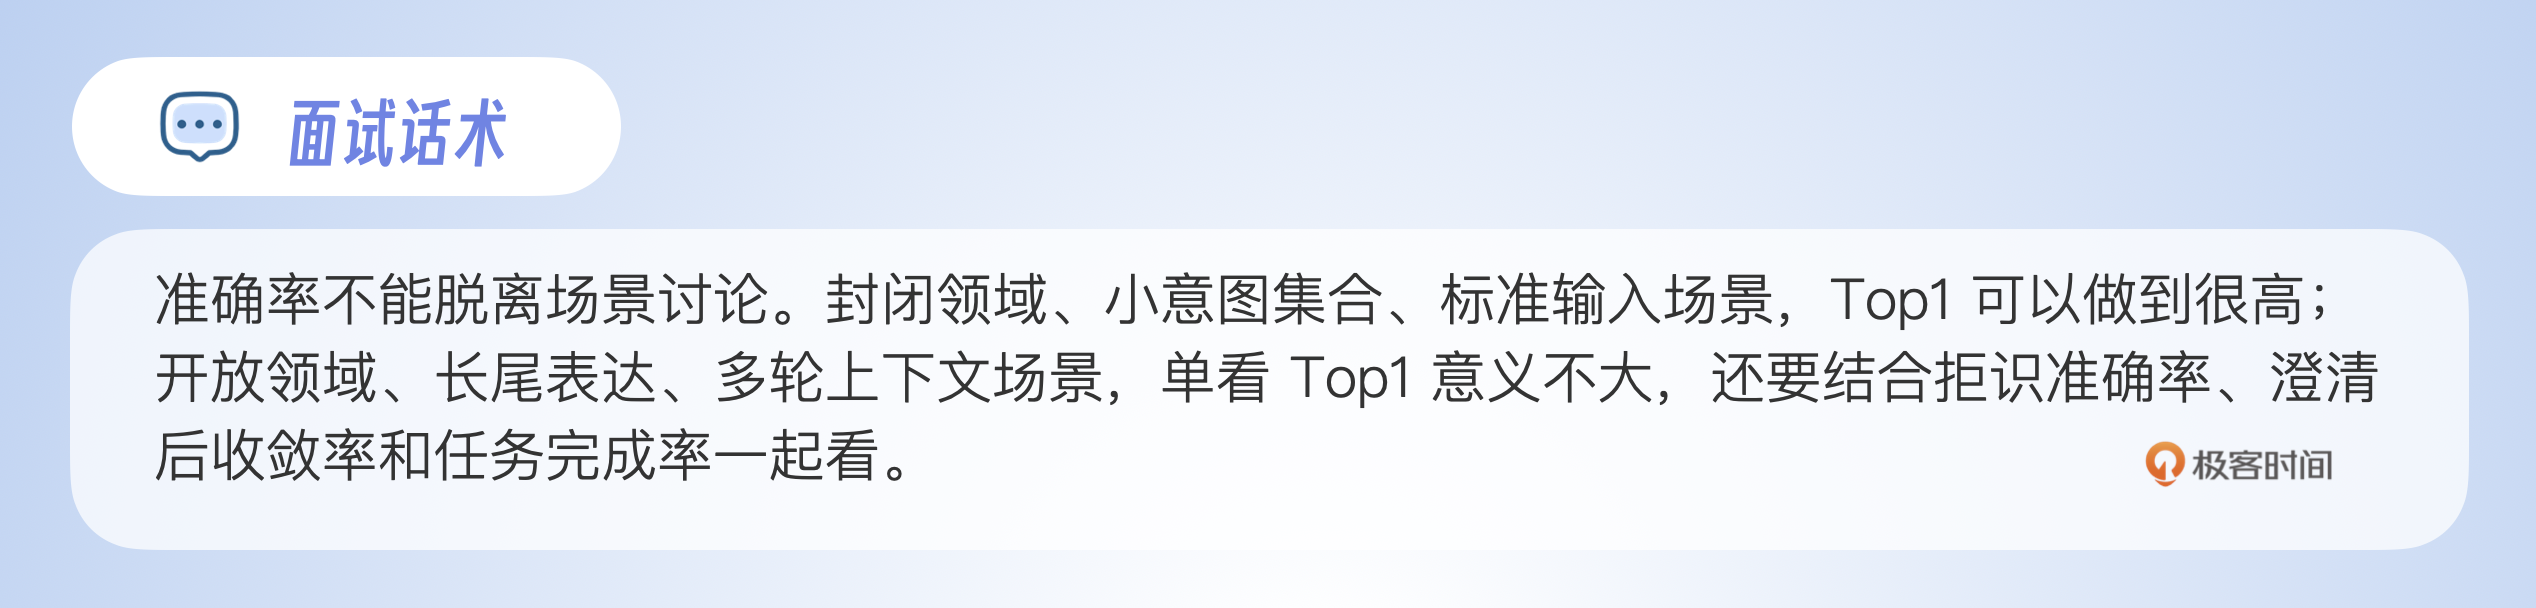 面试话术
准确率不能脱离场景讨论。封闭领域、小意图集合、标准输入场景，Top1 可以做到很高；
开放领域、长尾表达、多轮上下文场景，单看 Top1 意义不大，还要结合拒识准确率、澄清
后收敛率和任务完成率一起看。
极客时间